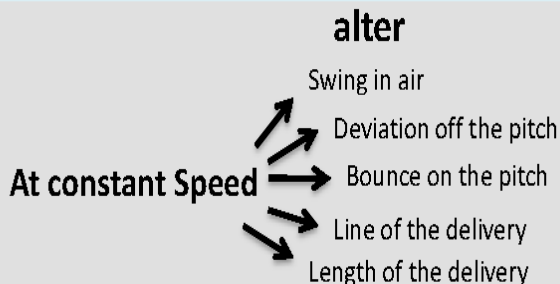 alter
Swing in air
Deviation off the pitch
At constant Speed
Bounce on the pitch
Line of the delivery
Length of the delivery